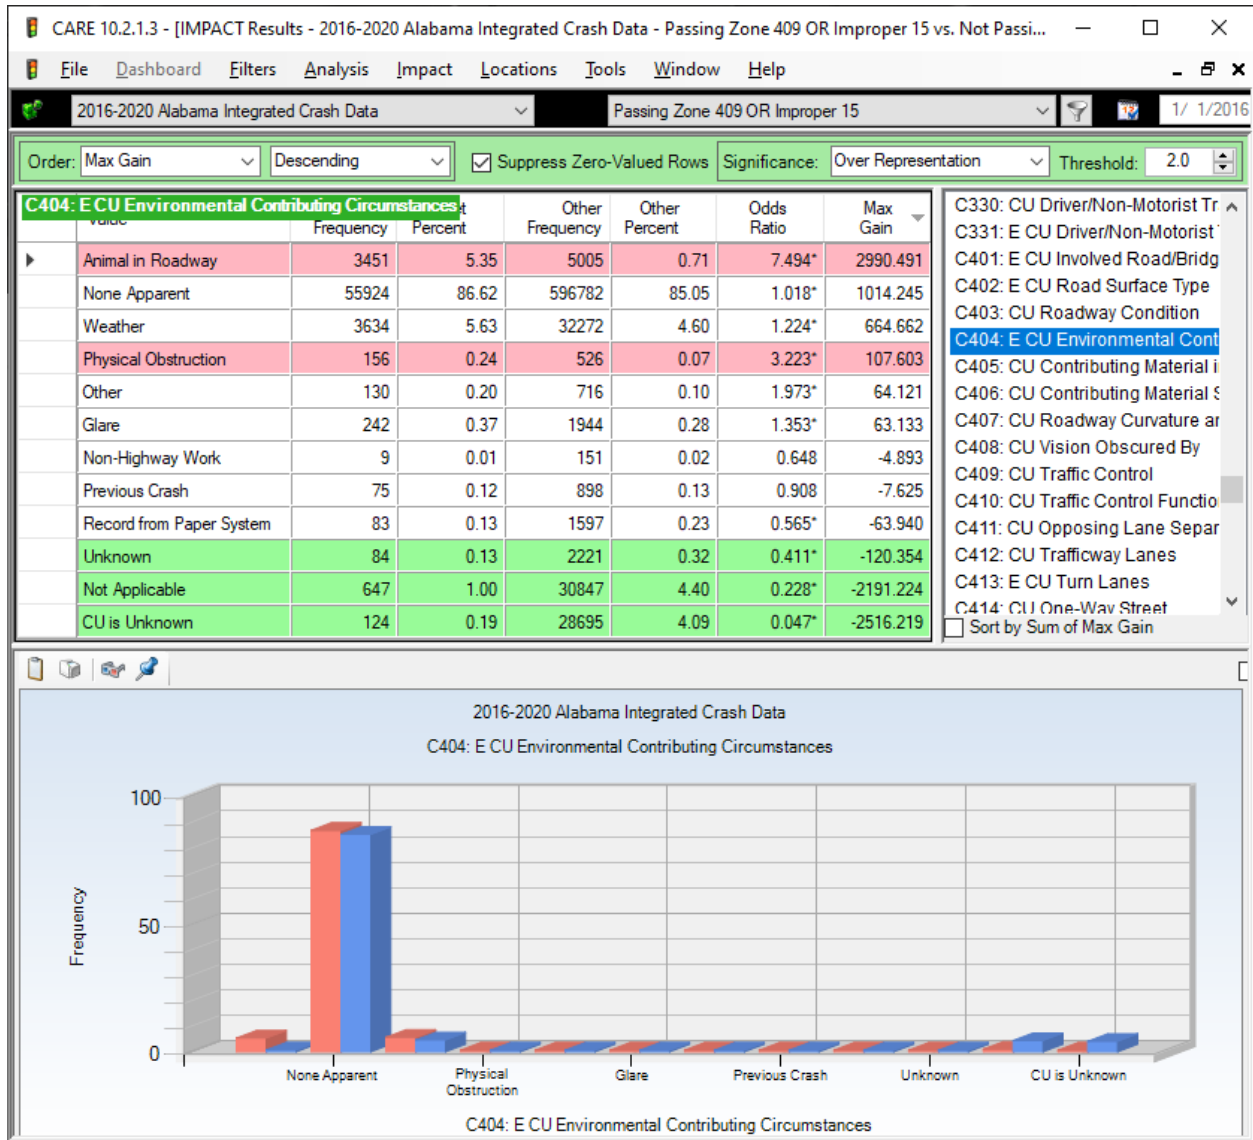 CARE 10.2.1.3 - [IMPACT Results - 2016-2020 Alabama Integrated Crash Data - Passing Zone 409 OR Improper 15 vs. Not Passi...
File Dashboard Filters Analysis Impact Locations Tools Window Help
2016-2020 Alabama Integrated Crash Data Passing Zone 409 OR Improper 15 1/ 1/2016
Order: Max Gain Descending Suppress Zero-Valued Rows Significance: Over Representation Threshold: 2.0
C404: E CU Environmental Contributing Circumstances
Frequency Percent Other Frequency Other Percent Odds Ratio Max Gain
Animal in Roadway 3451 5.35 5005 0.71 7.494* 2990.491
None Apparent 55924 86.62 596782 85.05 1.018* 1014.245
Weather 3634 5.63 32272 4.60 1.224* 664.662
Physical Obstruction 156 0.24 526 0.07 3.223* 107.603
Other 130 0.20 716 0.10 1.973* 64.121
Glare 242 0.37 1944 0.28 1.353* 63.133
Non-Highway Work 9 0.01 151 0.02 0.648 -4.893
Previous Crash 75 0.12 898 0.13 0.908 -7.625
Record from Paper System 83 0.13 1597 0.23 0.565* -63.940
Unknown 84 0.13 2221 0.32 0.411* -120.354
Not Applicable 647 1.00 30847 4.40 0.228* -2191.224
CU is Unknown 124 0.19 28695 4.09 0.047* -2516.219
C330: CU Driver/Non-Motorist Tr
C331: E CU Driver/Non-Motorist
C401: E CU Involved Road/Bridg
C402: E CU Road Surface Type
C403: CU Roadway Condition
C404: E CU Environmental Cont
C405: CU Contributing Material i
C406: CU Contributing Material S
C407: CU Roadway Curvature ar
C408: CU Vision Obscured By
C409: CU Traffic Control
C410: CU Traffic Control Functio
C411: CU Opposing Lane Separ
C412: CU Trafficway Lanes
C413: E CU Turn Lanes
C414: CU One-Way Street
Sort by Sum of Max Gain
2016-2020 Alabama Integrated Crash Data
C404: E CU Environmental Contributing Circumstances
100
50
0
Frequency
None Apparent
Physical
Obstruction
Glare
Previous Crash
Unknown
CU is Unknown
C404: E CU Environmental Contributing Circumstances